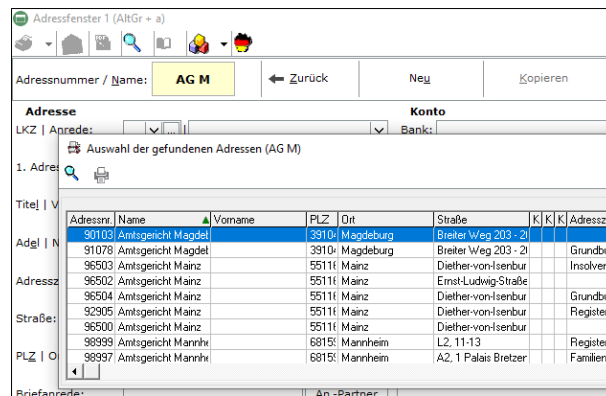 Adressfenster 1 (AltGr + a)
Adressnummer / Name: AG M Zurück Neu Kopieren
Adresse Konto
LKZ | Anrede: ... | Bank:
Auswahl der gefundenen Adressen (AG M)
1. Adres
Titel | V
Adressnr. Name Vorname PLZ Ort Straße K K K Adressz
90103 Amtsgericht Magdeb 3910 Magdeburg Breiter Weg 203 - 2
Adel | N
91078 Amtsgericht Magdeb 3910 Magdeburg Breiter Weg 203 - 2 Grundbu
96503 Amtsgericht Mainz 5511 Mainz Diether-von-Isenbur Insolver
96502 Amtsgericht Mainz 5511 Mainz Ernst-Ludwig-Straße
Adressz
96504 Amtsgericht Mainz 5511 Mainz Diether-von-Isenbur Grundbu
92905 Amtsgericht Mainz 5511 Mainz Diether-von-Isenbur Register
Straße:
96500 Amtsgericht Mainz 5511 Mainz Diether-von-Isenbur
98999 Amtsgericht Mannhe 6815 Mannheim L2, 11-13 Register
PLZ | O
98997 Amtsgericht Mannhe 6815 Mannheim A2, 1 Palais Bretzer Familien
Briefanrede: An -Partner